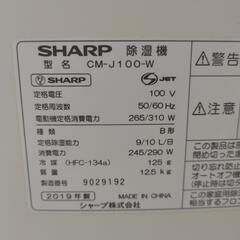 SHARP 除湿機
型 名 CM-J100-W
SHARP JET
定格電圧 100 V
定格周波数 50/60 Hz
電動機定格消費電力 265/310 W
種 類 B形
定格除湿能力 9/10 L/日
消費電力 245/290 W
冷 媒 (HFC-134a) 125 g
質 量 12.5 kg
製造番号 9029192
2019年製 MADE IN CHINA
シャープ株式会社
警告